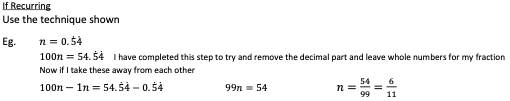 If Recurring
Use the technique shown
Eg. n = 0.5̇4̇
100n = 54.5̇4̇ I have completed this step to try and remove the decimal part and leave whole numbers for my fraction
Now if I take these away from each other
100n − 1n = 54.5̇4̇ − 0.5̇4̇ 99n = 54 n = 54/99 = 6/11